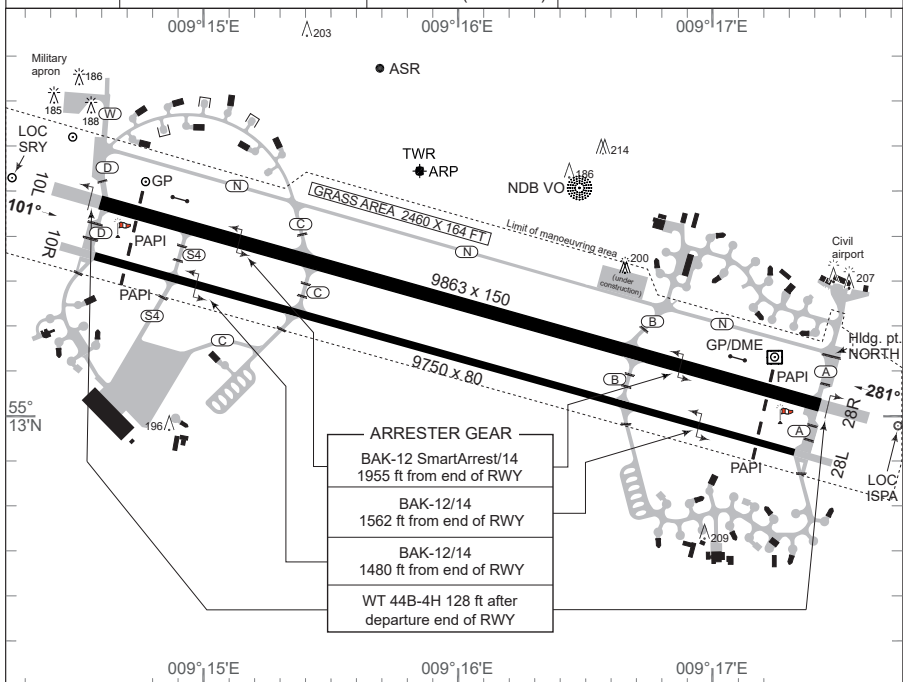 009°15'E
009°16'E
009°17'E
203
ASR
Military
apron
186
185
188
W
LOC
SRY
TWR
ARP
214
186
NDB VO
D
GP
N
10L
GRASS AREA 2460 X 164 FT
101°
C
Limit of manoeuvring area
D
PAPI
N
10R
S4
200
(under
construction)
Civil
airport
207
9863 x 150
PAPI
C
S4
B
N
Hldg. pt.
NORTH
C
GP/DME
9750 x 80
PAPI
A
B
281°
55°
13'N
196
28R
A
ARRESTER GEAR
BAK-12 SmartArrest/14
1955 ft from end of RWY
BAK-12/14
1562 ft from end of RWY
BAK-12/14
1480 ft from end of RWY
WT 44B-4H 128 ft after
departure end of RWY
PAPI
28L
LOC
ISPA
209
009°15'E
009°16'E
009°17'E